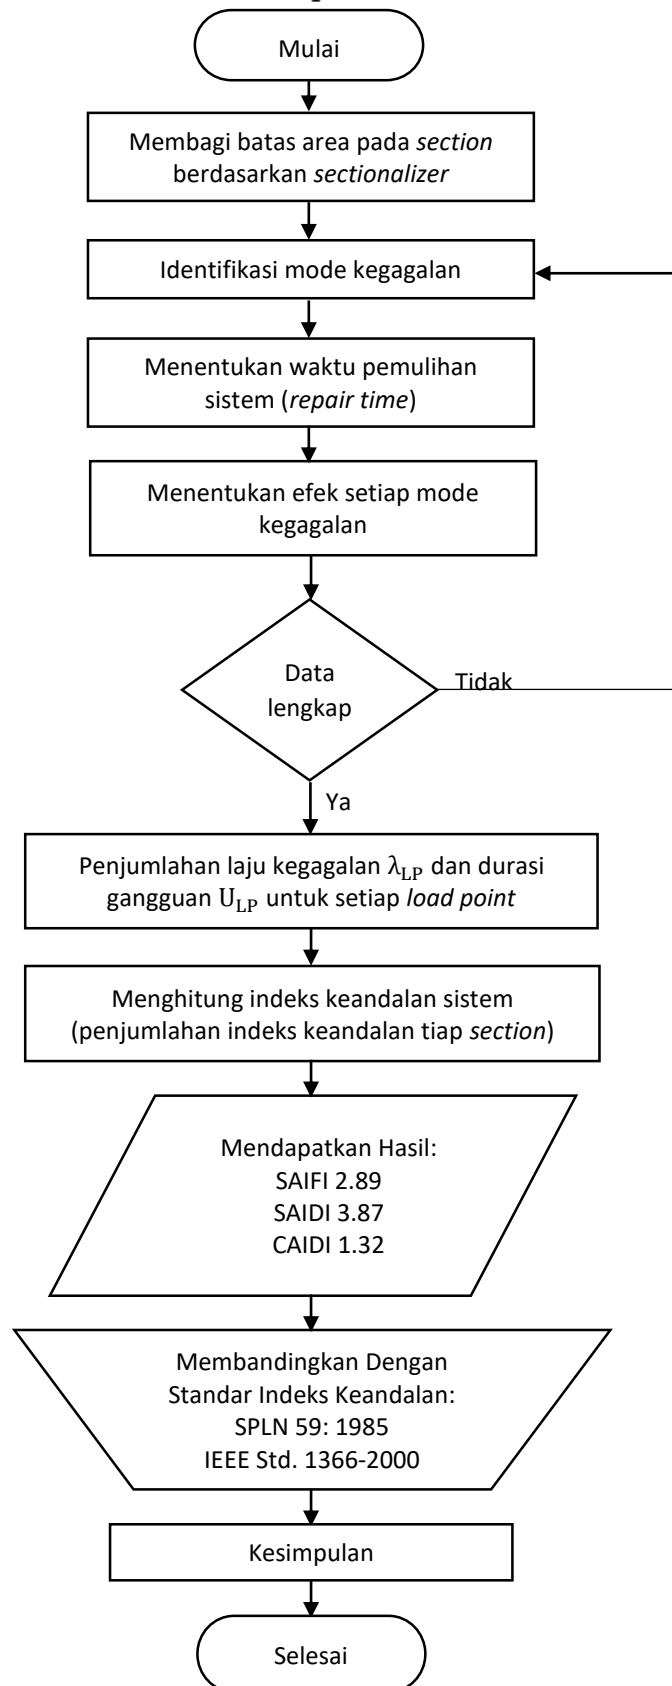 Mulai
Membagi batas area pada section
berdasarkan sectionalizer
Identifikasi mode kegagalan
Menentukan waktu pemulihan
sistem (repair time)
Menentukan efek setiap mode
kegagalan
Data
lengkap
Tidak
Ya
Penjumlahan laju kegagalan λLP dan durasi
gangguan ULP untuk setiap load point
Menghitung indeks keandalan sistem
(penjumlahan indeks keandalan tiap section)
Mendapatkan Hasil:
SAIFI 2.89
SAIDI 3.87
CAIDI 1.32
Membandingkan Dengan
Standar Indeks Keandalan:
SPLN 59: 1985
IEEE Std. 1366-2000
Kesimpulan
Selesai